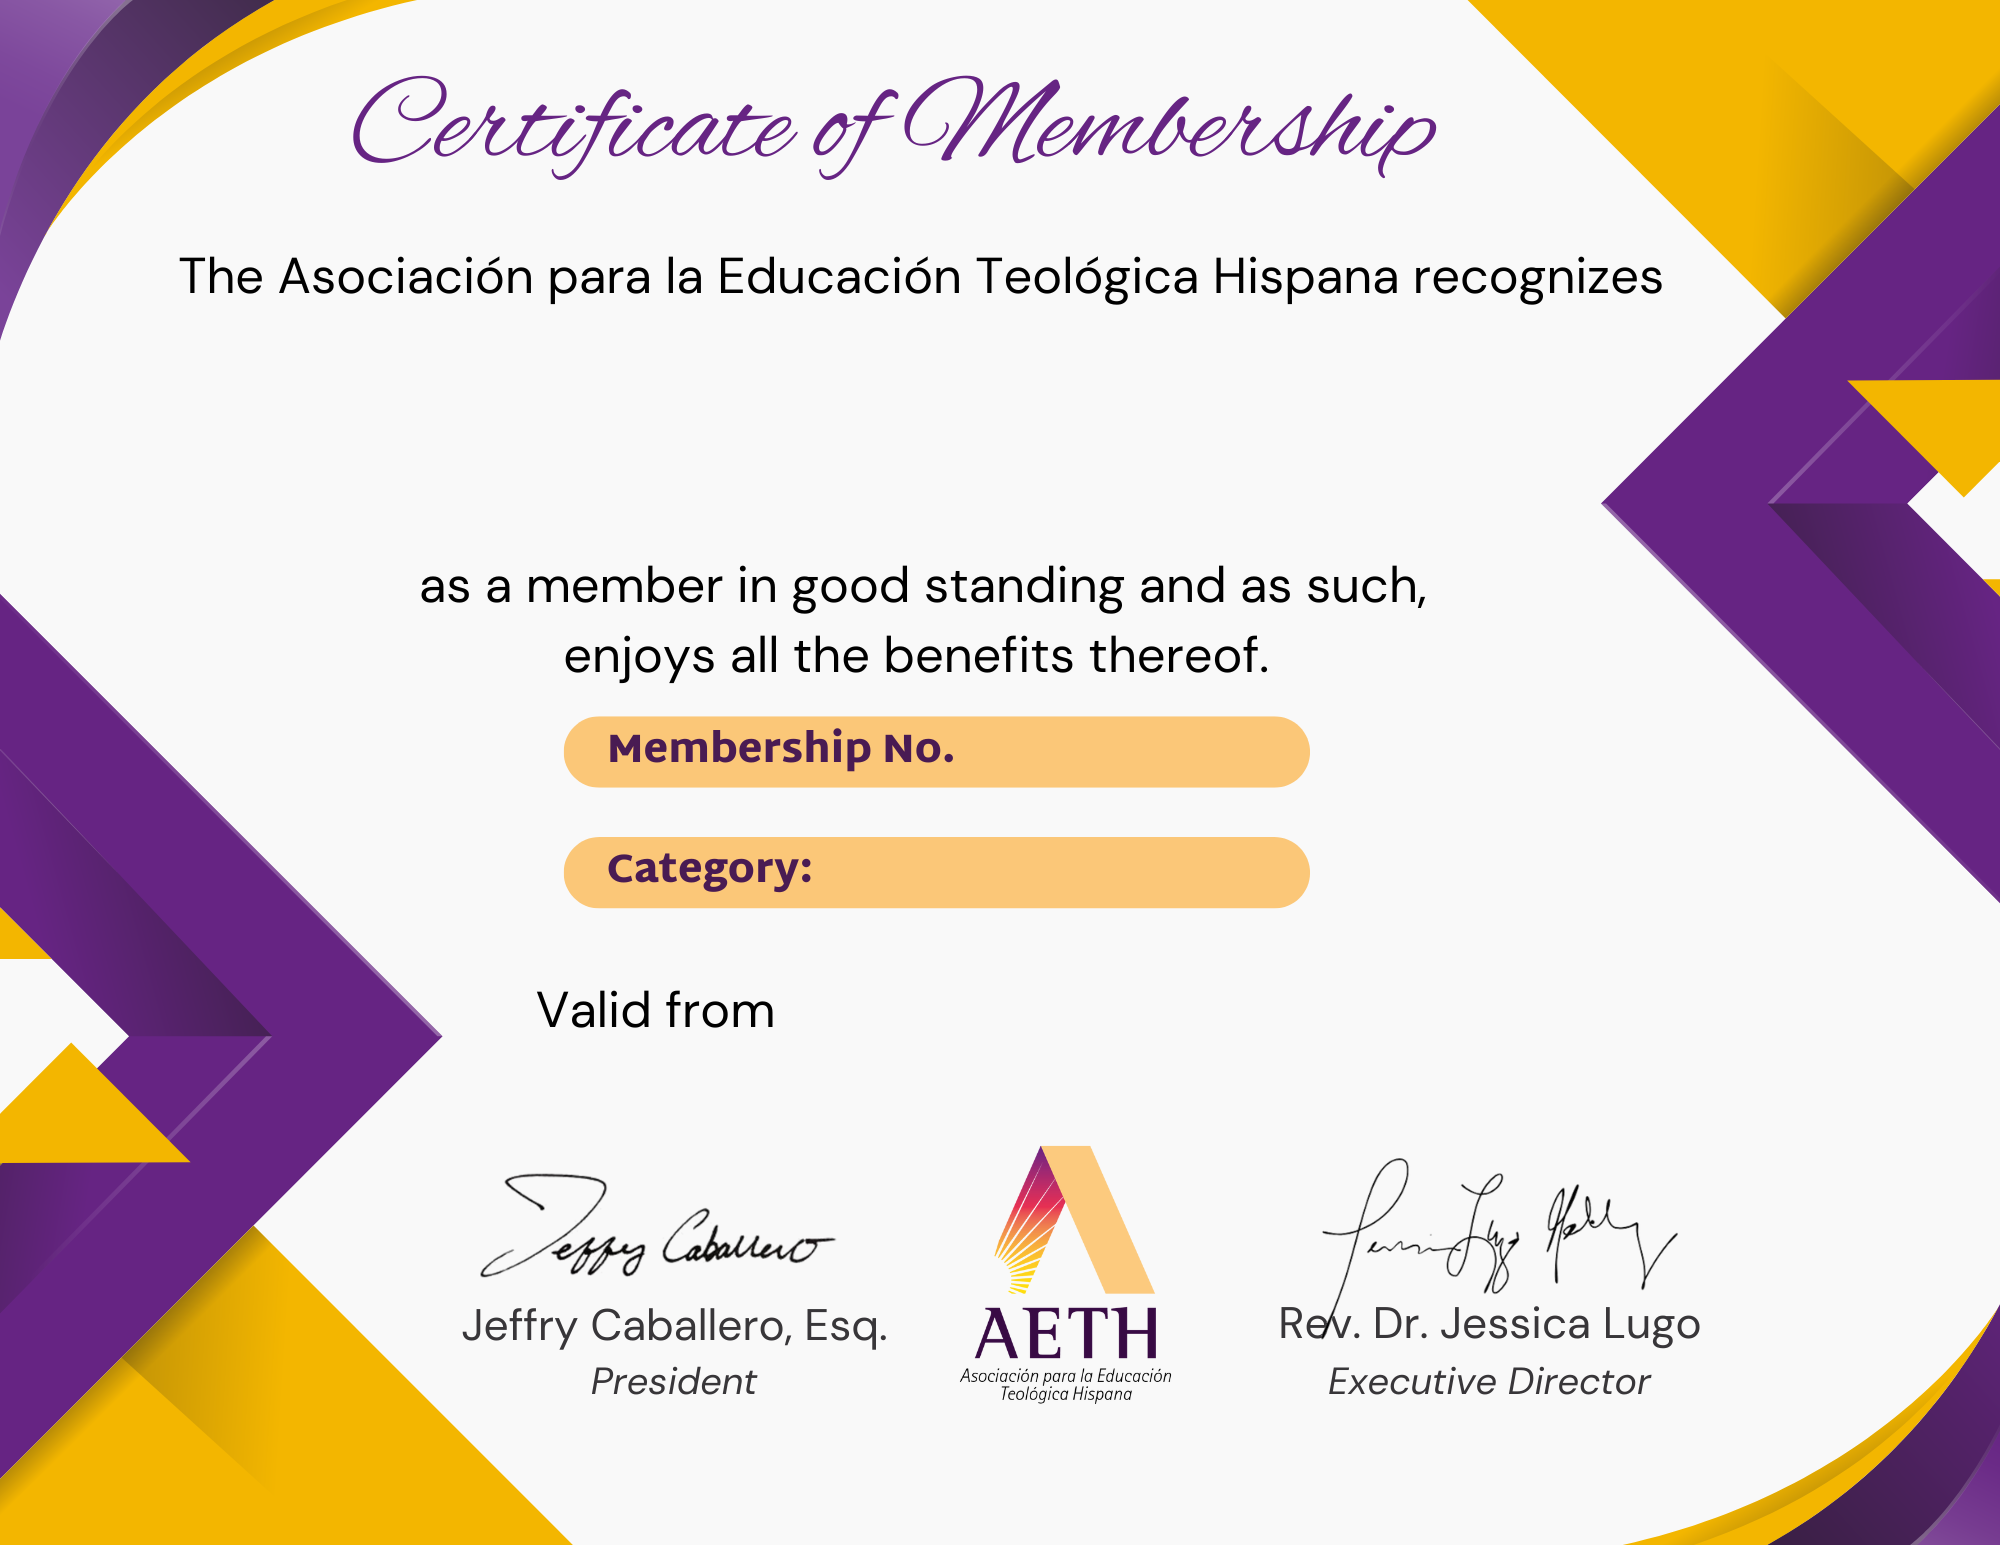 Certificate of Membership
The Asociación para la Educación Teológica Hispana recognizes
as a member in good standing and as such,
enjoys all the benefits thereof.
Membership No.
Category:
Valid from
Jeffry Caballero
Jeffry Caballero, Esq.
President
AETH
Asociación para la Educación
Teológica Hispana
Rev. Dr. Jessica Lugo
Executive Director